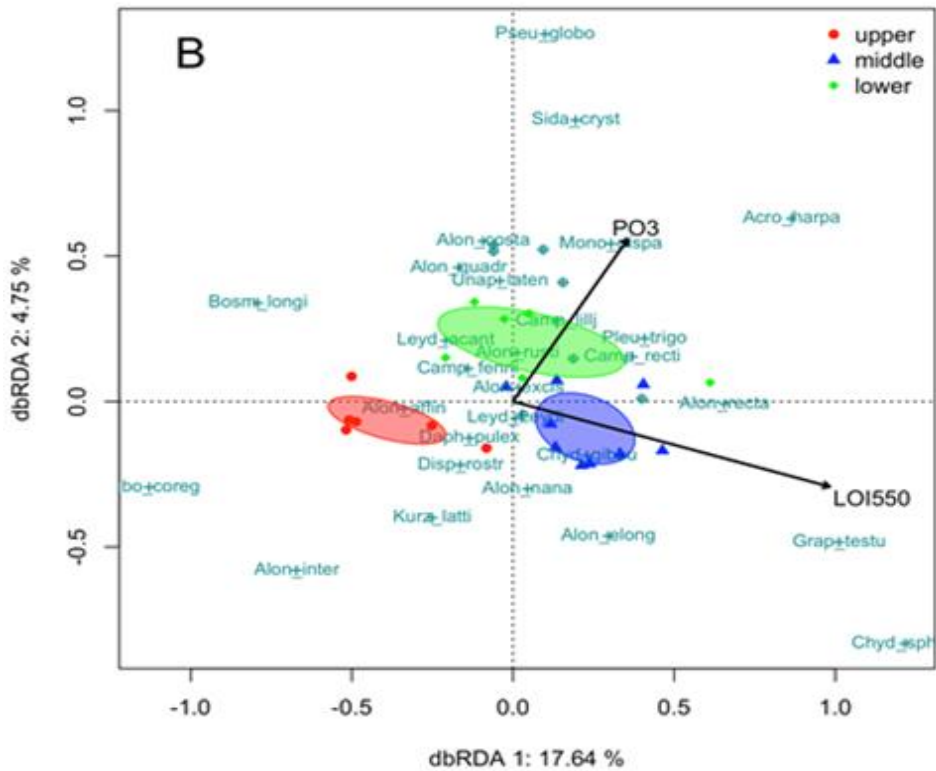 B
upper
middle
lower
Pseu_globo
Sida_cryst
Acro_harpa
PO3
Alon_costa
Alon_quadr
Unap_laten
Bosm_longi
Camp_lillj
Leyd_acant
Pleu_trigo
Camp_recti
Camp_fenni
Alon_recta
Alon_affin
Daph_pulex
Disp_rostr
Alon_nana
Kurz_latti
Alon_elong
LOI550
Grap_testu
Alon_inter
bo_coreg
Chyd_sph
1.0
0.5
0.0
-0.5
-1.0 -0.5 0.0 0.5 1.0
dbRDA 1: 17.64 %
dbRDA 2: 4.75 %